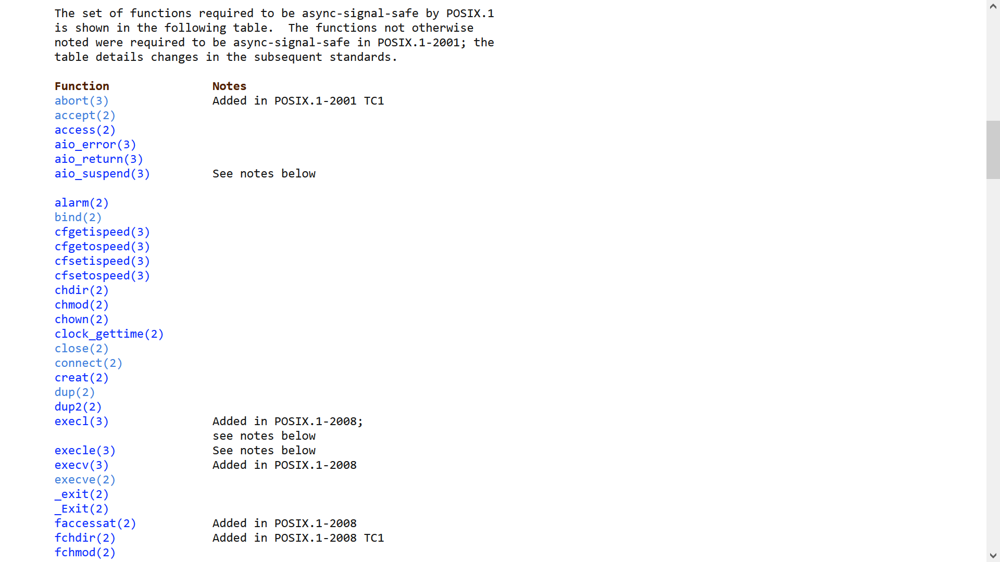 The set of functions required to be async-signal-safe by POSIX.1
is shown in the following table.  The functions not otherwise
noted were required to be async-signal-safe in POSIX.1-2001; the
table details changes in the subsequent standards.
Function Notes
abort(3) Added in POSIX.1-2001 TC1
accept(2)
access(2)
aio_error(3)
aio_return(3)
aio_suspend(3) See notes below
alarm(2)
bind(2)
cfgetispeed(3)
cfgetospeed(3)
cfsetispeed(3)
cfsetospeed(3)
chdir(2)
chmod(2)
chown(2)
clock_gettime(2)
close(2)
connect(2)
creat(2)
dup(2)
dup2(2)
execl(3) Added in POSIX.1-2008;
see notes below
execle(3) See notes below
execv(3) Added in POSIX.1-2008
execve(2)
_exit(2)
_Exit(2)
faccessat(2) Added in POSIX.1-2008
fchdir(2) Added in POSIX.1-2008 TC1
fchmod(2)